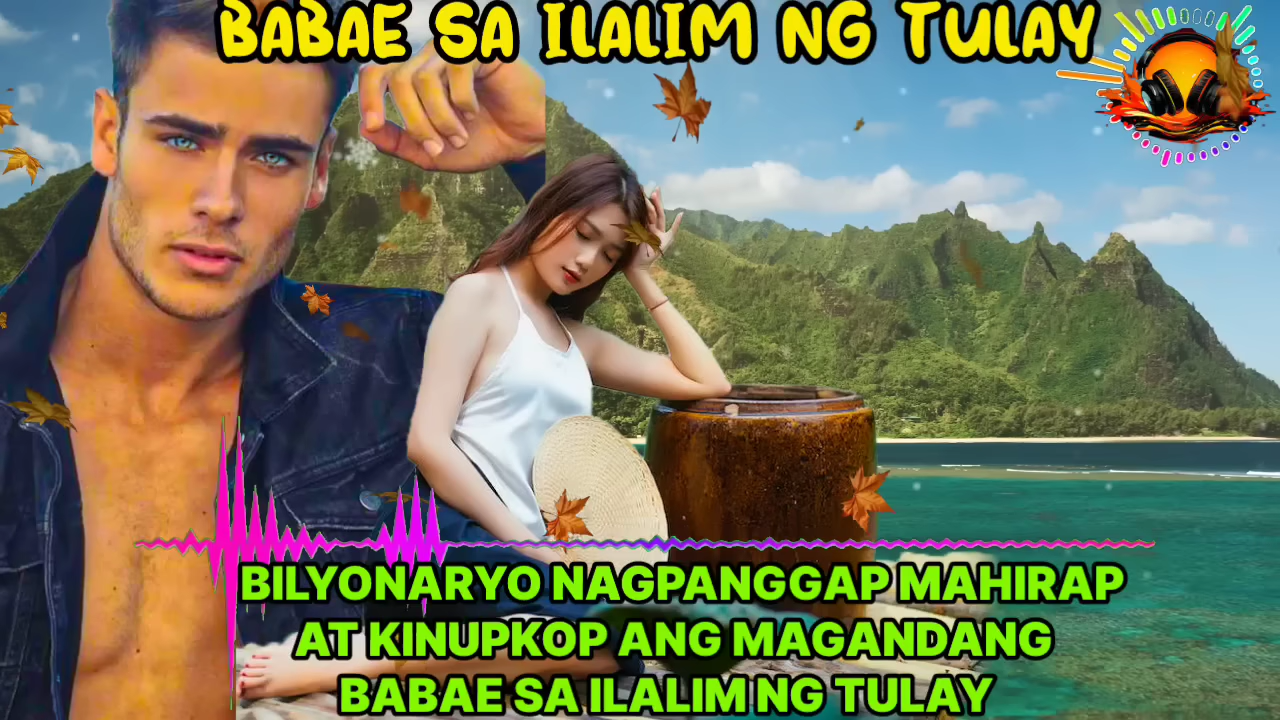 BABAE SA ILALIM NG TULAY
BILYONARYO NAGPANGGAP MAHIRAP
AT KINUPKOP ANG MAGANDANG
BABAE SA ILALIM NG TULAY